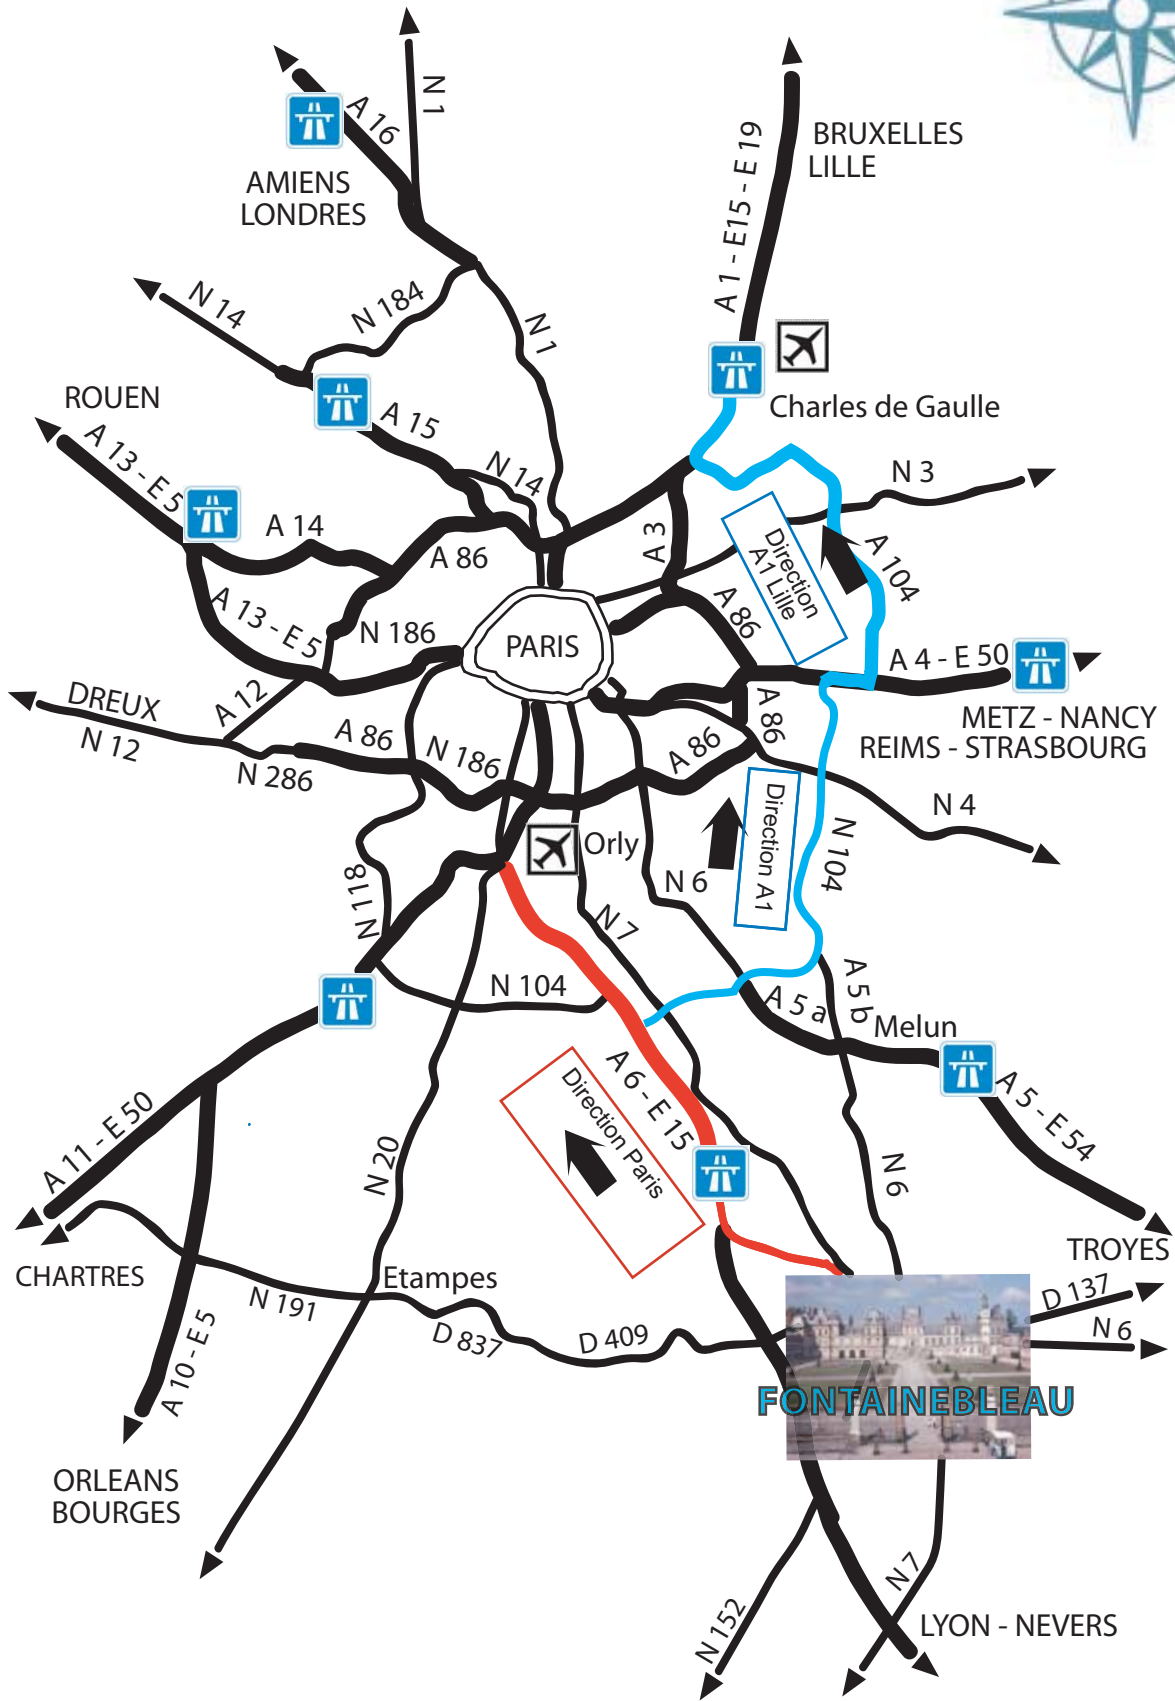 N 1
A 16
AMIENS
LONDRES
BRUXELLES
LILLE
A 1 - E15 - E 19
N 14
N 184
N 1
ROUEN
A 13 - E 5
A 15
N 14
Charles de Gaulle
N 3
A 14
A 86
A 3
Direction
A1 Lille
A 104
A 13 - E 5
N 186
PARIS
A 86
A 4 - E 50
METZ - NANCY
REIMS - STRASBOURG
DREUX
N 12
A 12
N 286
A 86
N 186
A 86
A 86
N 4
Direction A1
N 104
Orly
N 6
N 118
N 7
N 104
A 5 a
A 5 b
Melun
A 5 - E 54
A 6 - E 15
Direction Paris
A 11 - E 50
N 20
N 6
TROYES
CHARTRES
N 191
Etampes
D 837
D 409
D 137
N 6
A 10 - E 5
FONTAINEBLEAU
ORLEANS
BOURGES
N 152
N 7
LYON - NEVERS